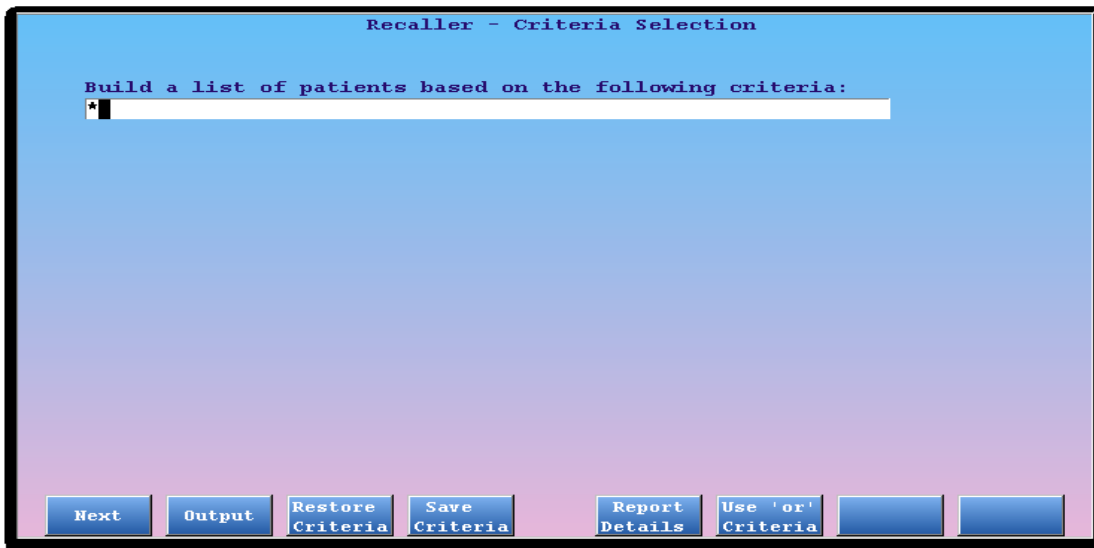 Recaller - Criteria Selection
Build a list of patients based on the following criteria:
*
Next
Output
Restore
Criteria
Save
Criteria
Report
Details
Use 'or'
Criteria